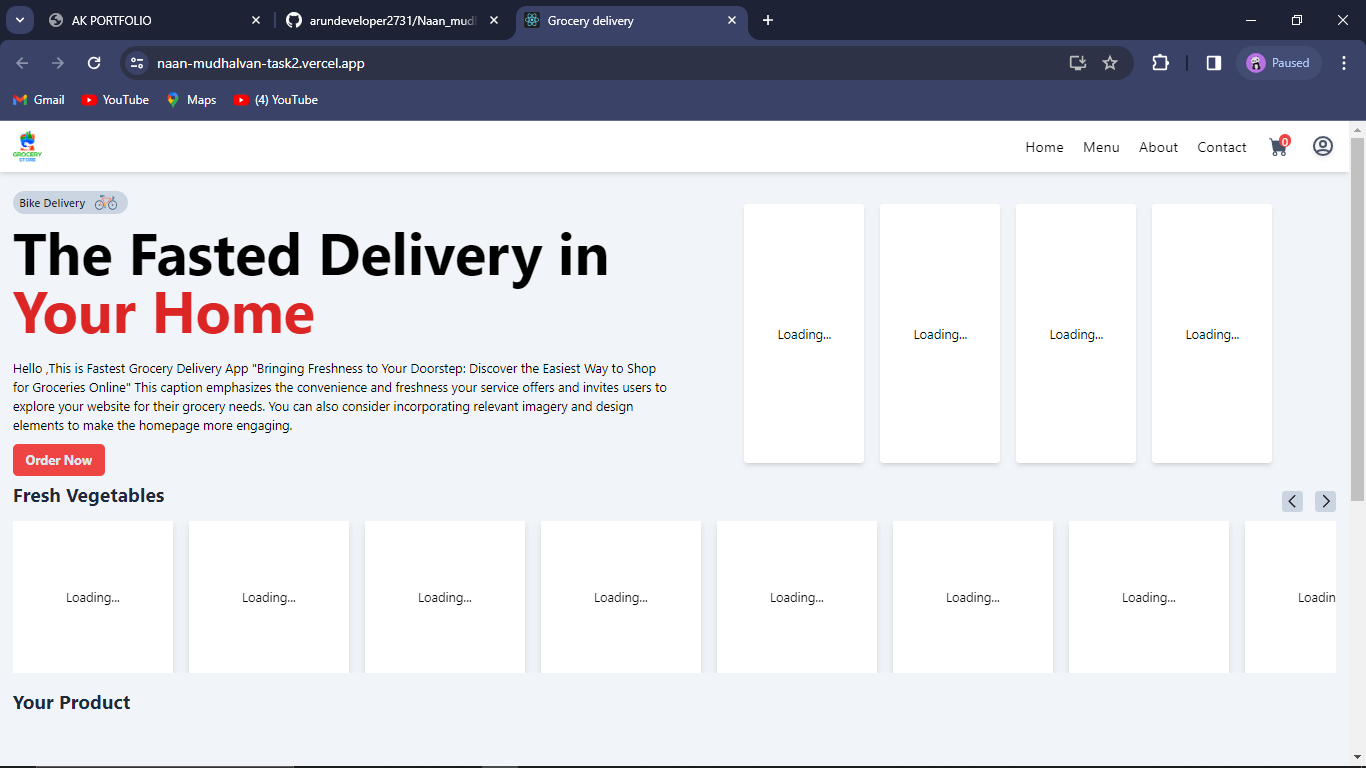 AK PORTFOLIO
arundeveloper2731/Naan_mud
Grocery delivery
naan-mudhalvan-task2.vercel.app
Paused
Gmail
YouTube
Maps
(4) YouTube
GROCERY
STORE
Home
Menu
About
Contact
0
Bike Delivery
The Fasted Delivery in
Your Home
Hello ,This is Fastest Grocery Delivery App "Bringing Freshness to Your Doorstep: Discover the Easiest Way to Shop
for Groceries Online" This caption emphasizes the convenience and freshness your service offers and invites users to
explore your website for their grocery needs. You can also consider incorporating relevant imagery and design
elements to make the homepage more engaging.
Order Now
Loading...
Loading...
Loading...
Loading...
Fresh Vegetables
Loading...
Loading...
Loading...
Loading...
Loading...
Loading...
Loading...
Loadin
Your Product